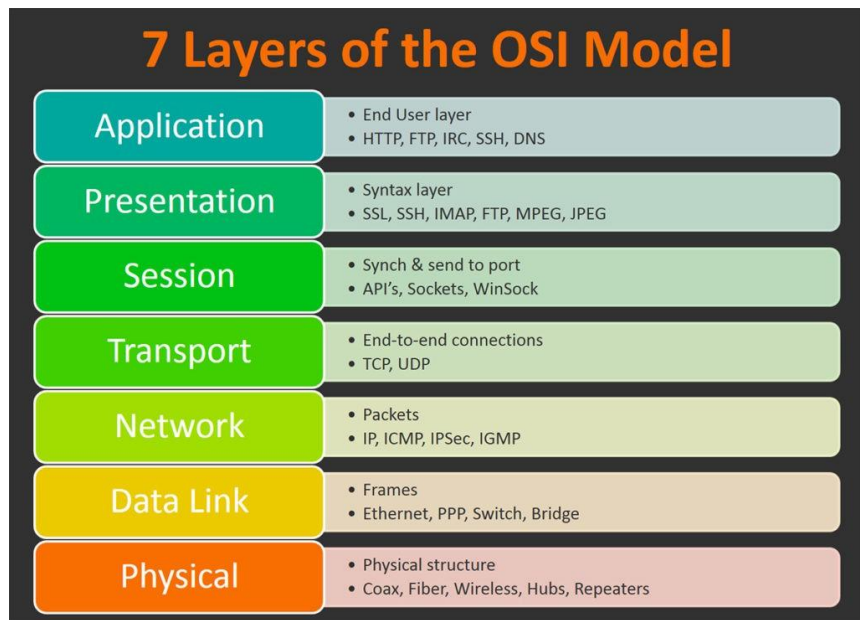 7 Layers of the OSI Model
Application
• End User layer
• HTTP, FTP, IRC, SSH, DNS
Presentation
• Syntax layer
• SSL, SSH, IMAP, FTP, MPEG, JPEG
Session
• Synch & send to port
• API's, Sockets, WinSock
Transport
• End-to-end connections
• TCP, UDP
Network
• Packets
• IP, ICMP, IPSec, IGMP
Data Link
• Frames
• Ethernet, PPP, Switch, Bridge
Physical
• Physical structure
• Coax, Fiber, Wireless, Hubs, Repeaters